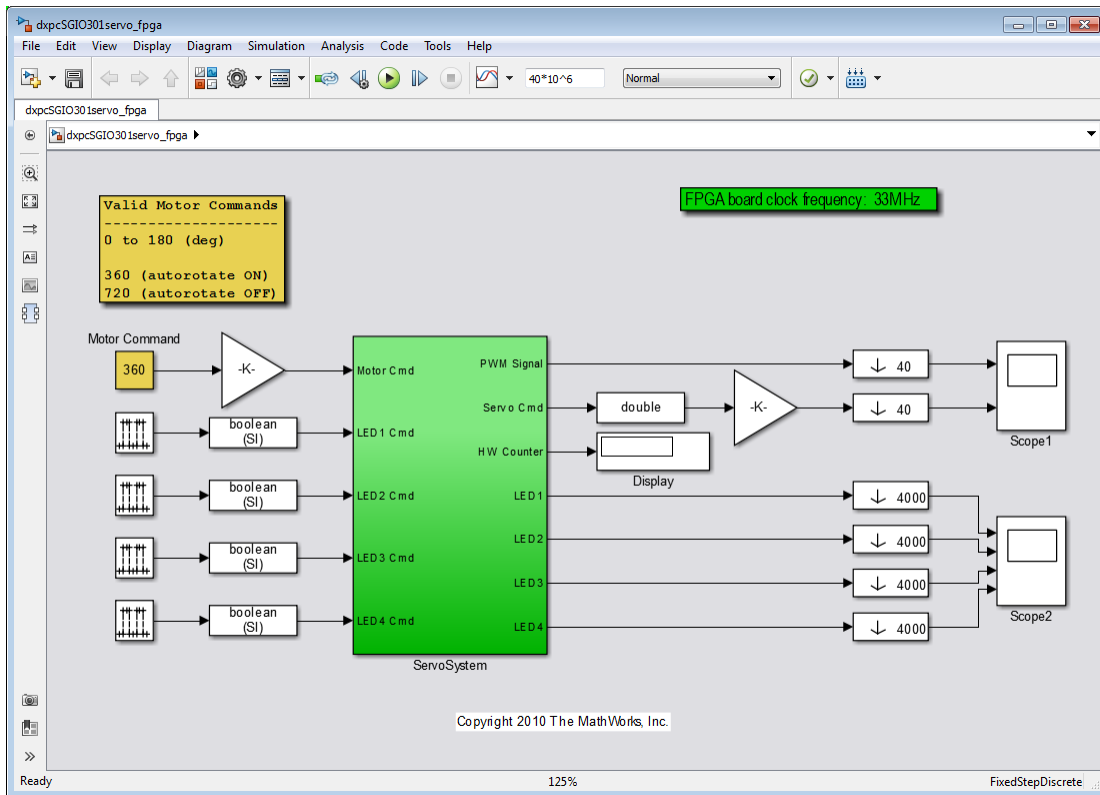 dxpcSGIO301servo_fpga
File Edit View Display Diagram Simulation Analysis Code Tools Help
40*10^6 Normal
dxpcSGIO301servo_fpga
dxpcSGIO301servo_fpga
Valid Motor Commands
--------------------
0 to 180 (deg)
360 (autorotate ON)
720 (autorotate OFF)
FPGA board clock frequency: 33MHz
Motor Command
360
-K-
boolean
(SI)
boolean
(SI)
boolean
(SI)
boolean
(SI)
Motor Cmd
LED1 Cmd
LED2 Cmd
LED3 Cmd
LED4 Cmd
PWM Signal
Servo Cmd
HW Counter
LED1
LED2
LED3
LED4
ServoSystem
double
Display
-K-
40
40
4000
4000
4000
4000
Scope1
Scope2
Copyright 2010 The MathWorks, Inc.
Ready 125% FixedStepDiscrete